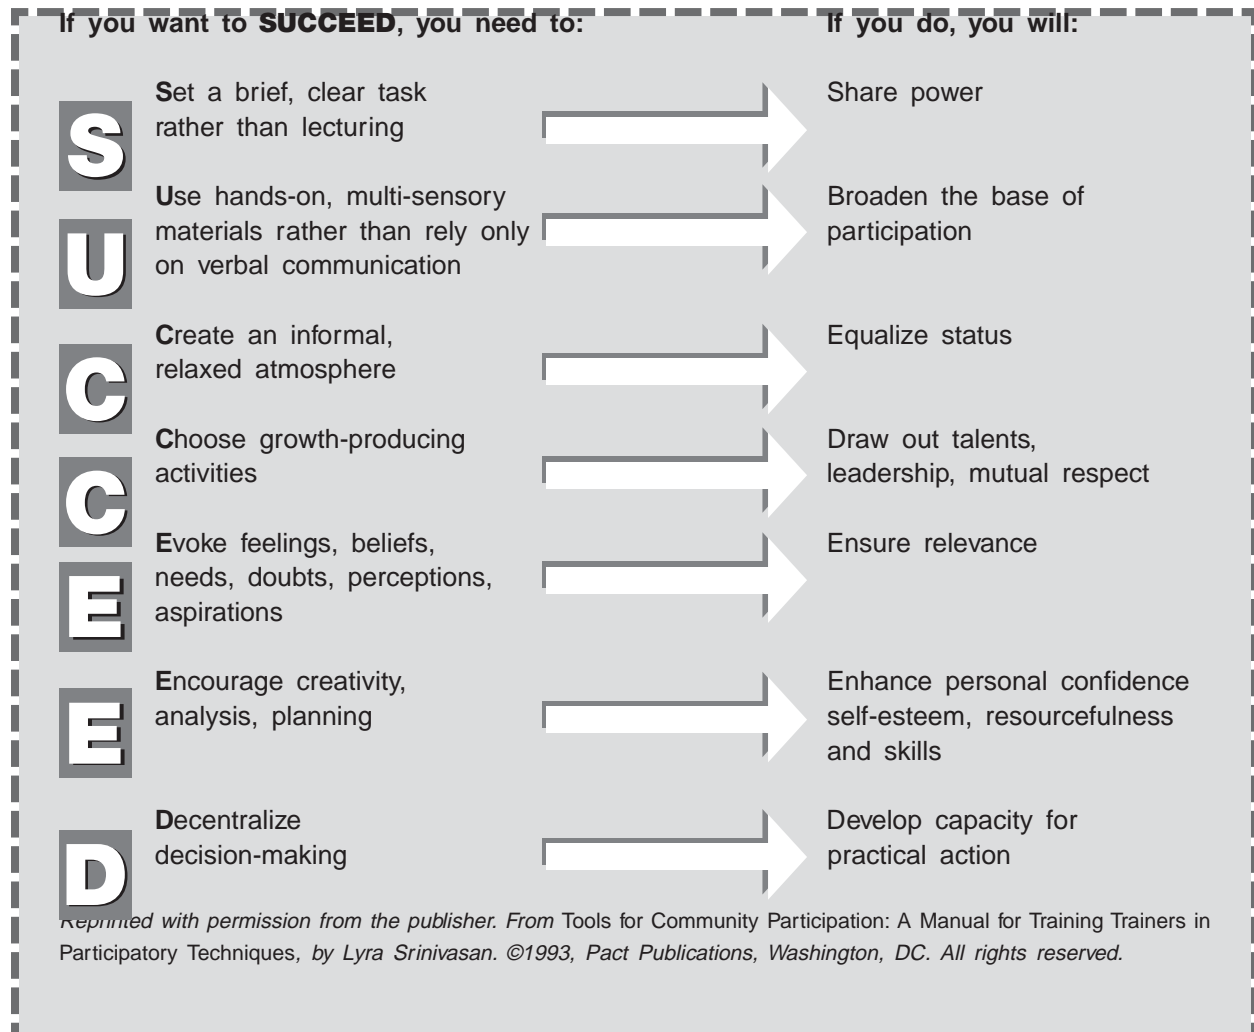 If you want to SUCCEED, you need to:
If you do, you will:
S
Set a brief, clear task
rather than lecturing
Share power
U
Use hands-on, multi-sensory
materials rather than rely only
on verbal communication
Broaden the base of
participation
C
Create an informal,
relaxed atmosphere
Equalize status
C
Choose growth-producing
activities
Draw out talents,
leadership, mutual respect
E
Evoke feelings, beliefs,
needs, doubts, perceptions,
aspirations
Ensure relevance
E
Encourage creativity,
analysis, planning
Enhance personal confidence
self-esteem, resourcefulness
and skills
D
Decentralize
decision-making
Develop capacity for
practical action
Reprinted with permission from the publisher. From Tools for Community Participation: A Manual for Training Trainers in
Participatory Techniques, by Lyra Srinivasan. ©1993, Pact Publications, Washington, DC. All rights reserved.